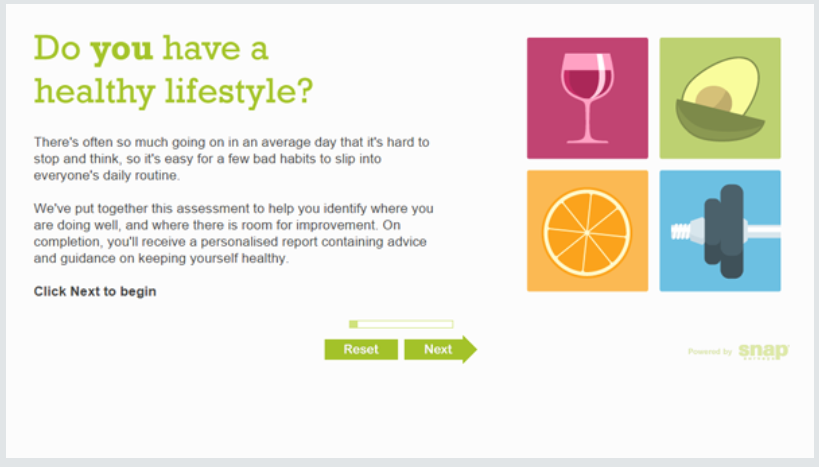 Do you have a
healthy lifestyle?
There's often so much going on in an average day that it's hard to
stop and think, so it's easy for a few bad habits to slip into
everyone's daily routine.
We've put together this assessment to help you identify where you
are doing well, and where there is room for improvement. On
completion, you'll receive a personalised report containing advice
and guidance on keeping yourself healthy.
Click Next to begin
Reset
Next
Powered by snap